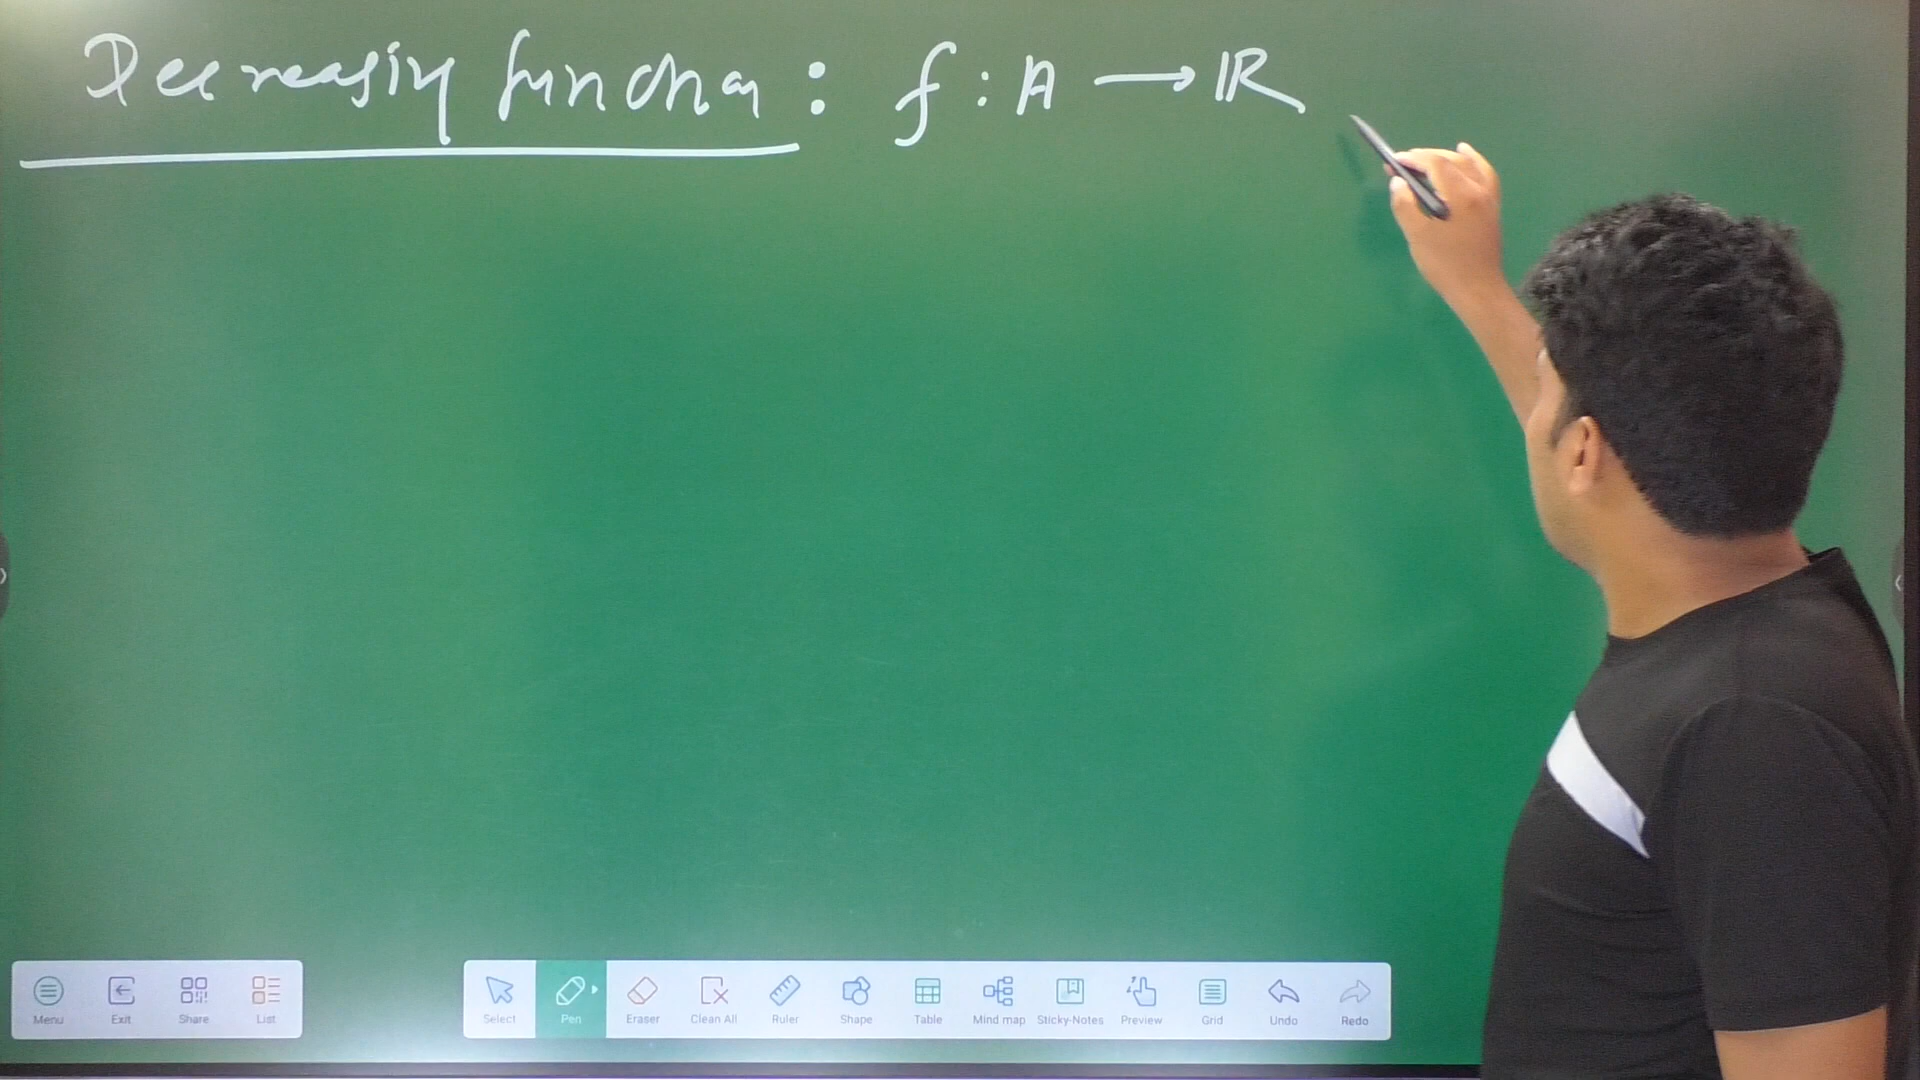 Decreasing function : f : A → IR
Menu Exit Share List
Select Pen Eraser Clean All Ruler Shape Table Mind map Sticky-Notes Preview Grid Undo Redo